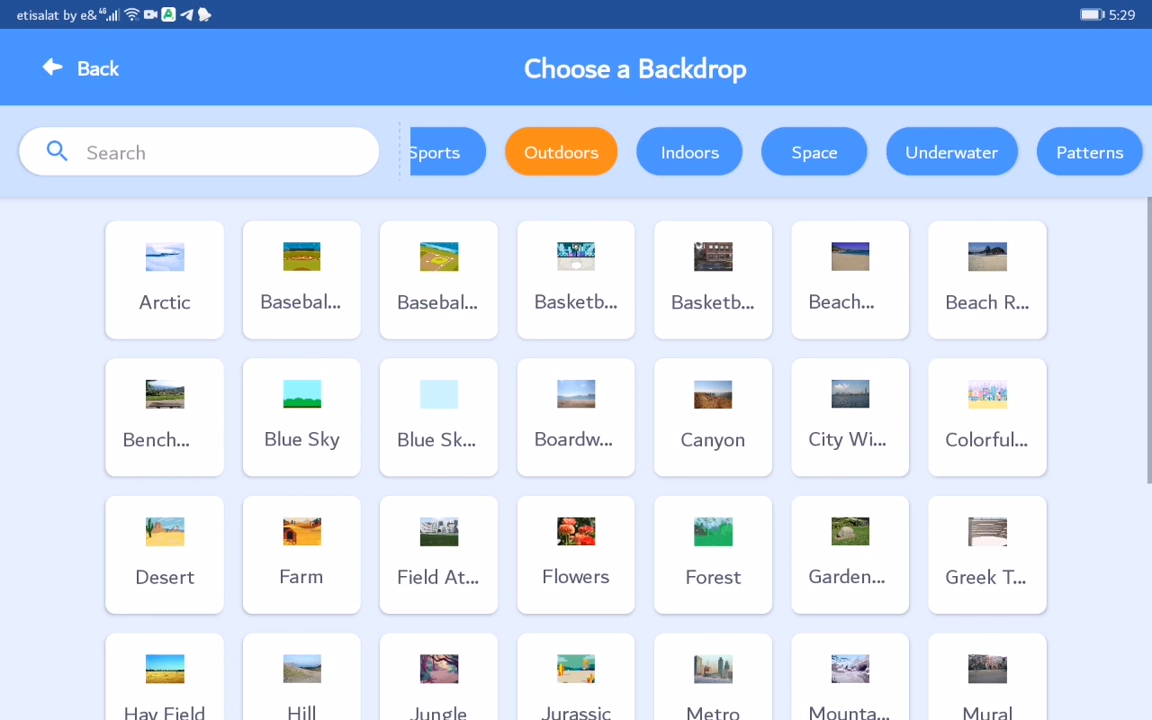 etisalat by e& 4G 5:29
Back Choose a Backdrop
Search Sports Outdoors Indoors Space Underwater Patterns
Arctic Basebal... Basebal... Basketb... Basketb... Beach... Beach R...
Bench... Blue Sky Blue Sk... Boardw... Canyon City Wi... Colorful...
Desert Farm Field At... Flowers Forest Garden... Greek T...
Hay Field Hill Jungle Jurassic Metro Mounta... Mural